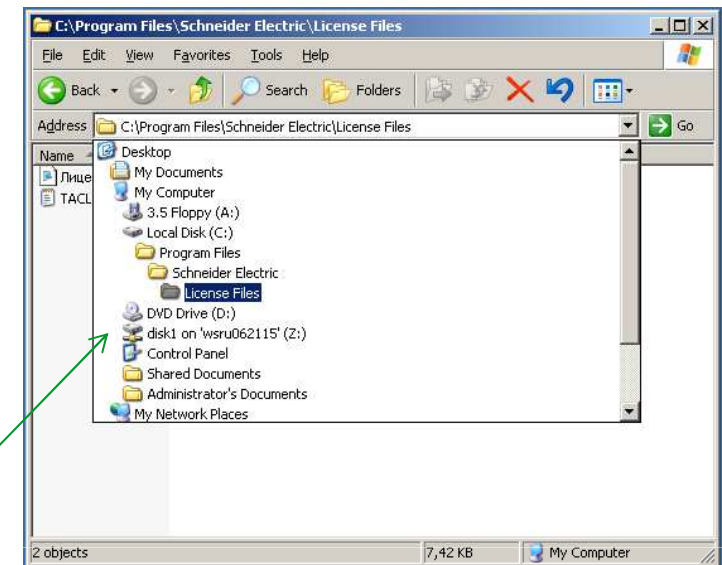 C:\Program Files\Schneider Electric\License Files
File Edit View Favorites Tools Help
Back Search Folders
Address C:\Program Files\Schneider Electric\License Files Go
Name
Лице
TACL
Desktop
My Documents
My Computer
3.5 Floppy (A:)
Local Disk (C:)
Program Files
Schneider Electric
License Files
DVD Drive (D:)
disk1 on 'wsru062115' (Z:)
Control Panel
Shared Documents
Administrator's Documents
My Network Places
2 objects 7,42 KB My Computer